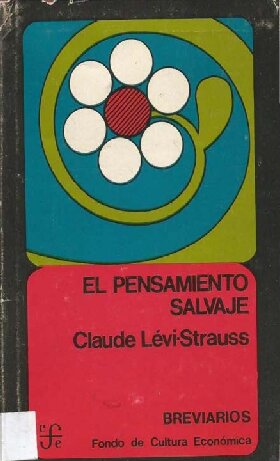 EL PENSAMIENTO
SALVAJE
Claude Lévi-Strauss
BREVIARIOS
Fondo de Cultura Económica